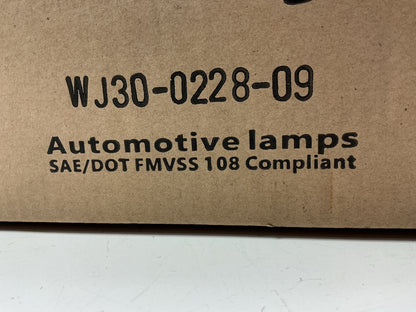 WJ30-0228-09
Automotive lamps
SAE/DOT FMVSS 108 Compliant